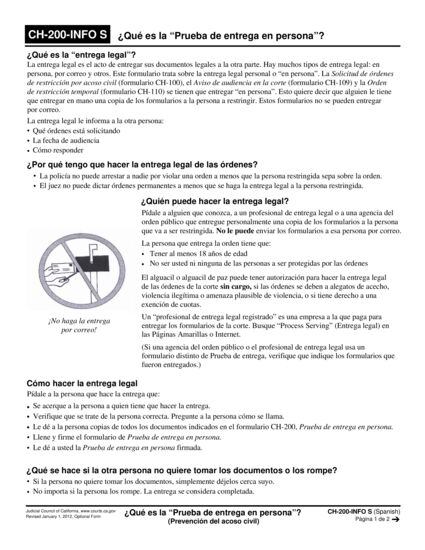 CH-200-INFO S ¿Qué es la “Prueba de entrega en persona”?
¿Qué es la “entrega legal”?
La entrega legal es el acto de entregar sus documentos legales a la otra parte. Hay muchos tipos de entrega legal: en
persona, por correo y otros. Este formulario trata sobre la entrega legal personal o “en persona”. La Solicitud de órdenes
de restricción por acoso civil (formulario CH-100), el Aviso de audiencia en la corte (formulario CH-109) y la Orden
de restricción temporal (formulario CH-110) se tienen que entregar “en persona”. Esto quiere decir que alguien le tiene
que entregar en mano una copia de los formularios a la persona a restringir. Estos formularios no se pueden entregar
por correo.
La entrega legal le informa a la otra persona:
• Qué órdenes está solicitando
• La fecha de audiencia
• Cómo responder
¿Por qué tengo que hacer la entrega legal de las órdenes?
• La policía no puede arrestar a nadie por violar una orden a menos que la persona restringida sepa sobre la orden.
• El juez no puede dictar órdenes permanentes a menos que se haga la entrega legal a la persona restringida.
¿Quién puede hacer la entrega legal?
Pídale a alguien que conozca, a un profesional de entrega legal o a una agencia del
orden público que entregue personalmente una copia de los formularios a la persona
que va a ser restringida. No le puede enviar los formularios a esa persona por correo.
La persona que entrega la orden tiene que:
• Tener al menos 18 años de edad
• No ser usted ni ninguna de las personas a ser protegidas por las órdenes
El alguacil o alguacil de paz puede tener autorización para hacer la entrega legal
de las órdenes de la corte sin cargo, si las órdenes se deben a alegatos de acecho,
violencia ilegítima o amenaza plausible de violencia, o si tiene derecho a una
exención de cuotas.
Un “profesional de entrega legal registrado” es una empresa a la que paga para
entregar los formularios de la corte. Busque “Process Serving” (Entrega legal) en
las Páginas Amarillas o Internet.
(Si una agencia del orden público o el profesional de entrega legal usa un
formulario distinto de Prueba de entrega, verifique que indique los formularios que
fueron entregados.)
¡No haga la entrega
por correo!
Cómo hacer la entrega legal
Pídale a la persona que hace la entrega que:
• Se acerque a la persona a quien tiene que hacer la entrega.
• Verifique que se trate de la persona correcta. Pregunte a la persona cómo se llama.
• Le dé a la persona copias de todos los documentos indicados en el formulario CH-200, Prueba de entrega en persona.
• Llene y firme el formulario de Prueba de entrega en persona.
• Le dé a usted la Prueba de entrega en persona firmada.
¿Qué se hace si la otra persona no quiere tomar los documentos o los rompe?
• Si la persona no quiere tomar los documentos, simplemente déjelos cerca suyo.
• No importa si la persona los rompe. La entrega se considera completada.
Judicial Council of California, www.courts.ca.gov
Revised January 1, 2012, Optional Form
¿Qué es la “Prueba de entrega en persona”?
(Prevención del acoso civil)
CH-200-INFO S (Spanish)
Página 1 de 2